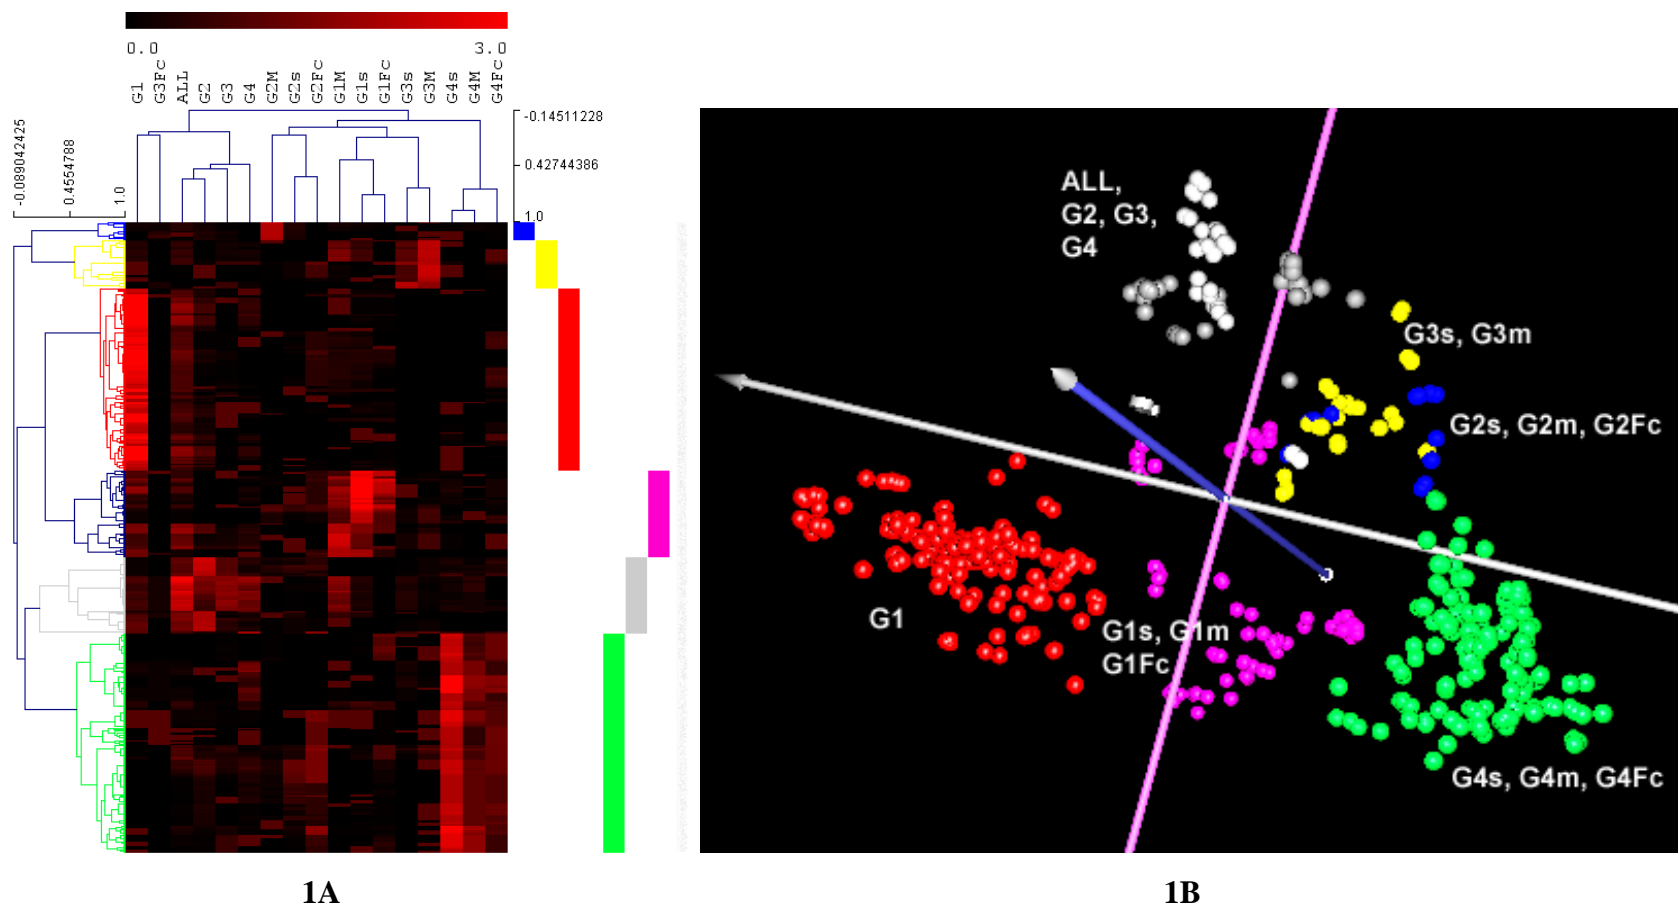 0.0 3.0
G1 G3Fc ALL G2 G3 G4 G2M G2s G2Fc G1M G1s G1Fc G3s G3M G4s G4M G4Fc
-0.089042425 0.4554788 1.0
-0.14511228
0.42744386
1.0
ALL,
G2, G3,
G4
G3s, G3m
G2s, G2m, G2Fc
G1
G1s, G1m
G1Fc
G4s, G4m, G4Fc
1A 1B